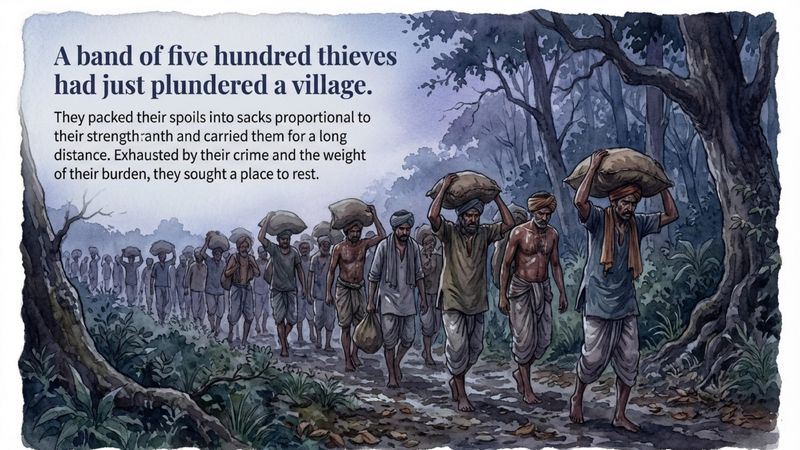 A band of five hundred thieves
had just plundered a village.
They packed their spoils into sacks proportional to
their strength:anth and carried them for a long
distance. Exhausted by their crime and the weight
of their burden, they sought a place to rest.